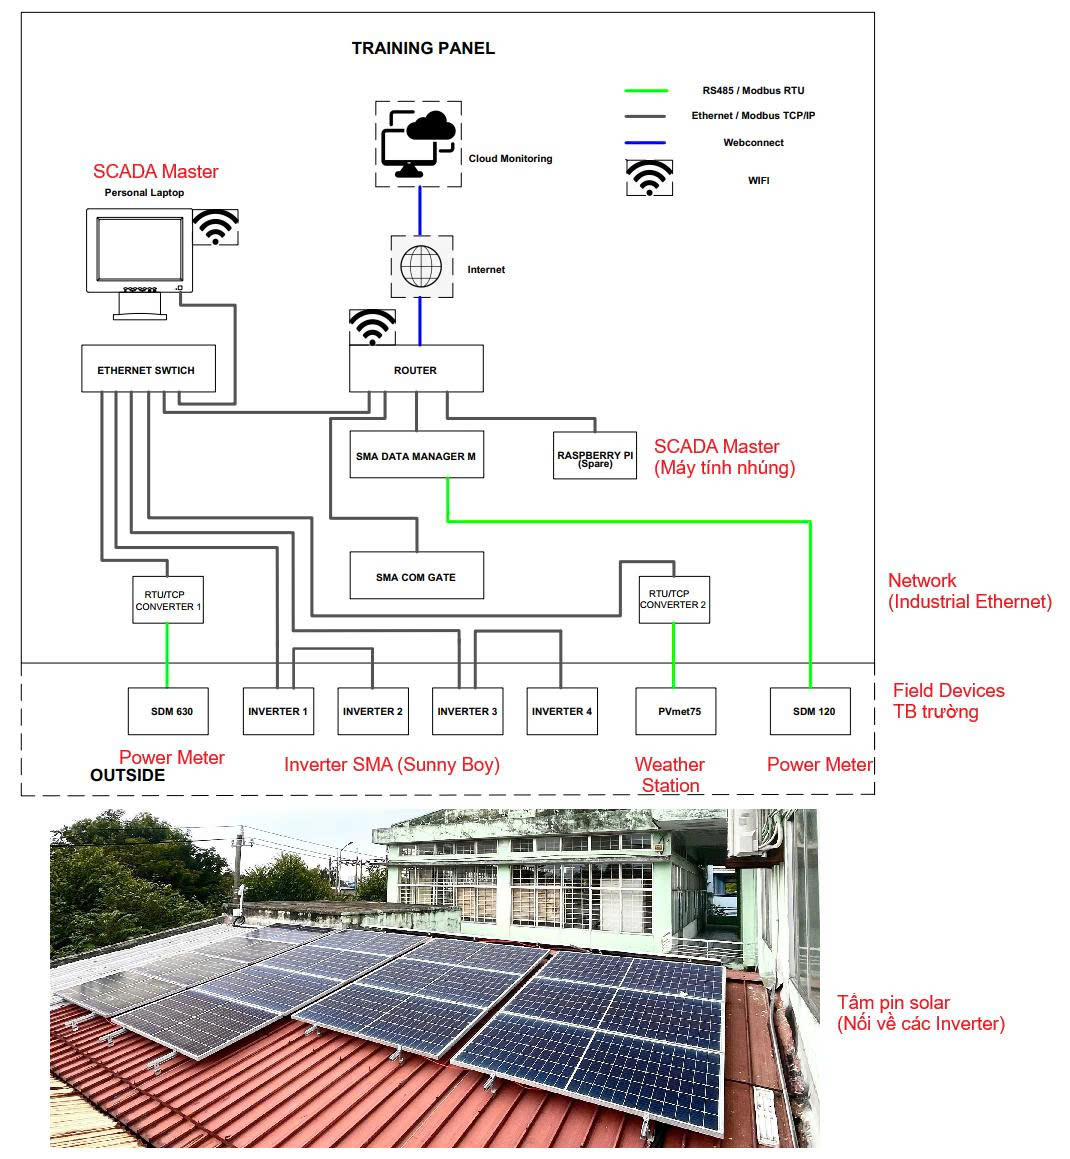 TRAINING PANEL
RS485 / Modbus RTU
Ethernet / Modbus TCP/IP
Webconnect
WIFI
Cloud Monitoring
SCADA Master
Personal Laptop
Internet
ETHERNET SWTICH
ROUTER
SMA DATA MANAGER M
RASPBERRY PI
(Spare)
SCADA Master
(Máy tính nhúng)
SMA COM GATE
RTU/TCP
CONVERTER 1
RTU/TCP
CONVERTER 2
Network
(Industrial Ethernet)
SDM 630
INVERTER 1
INVERTER 2
INVERTER 3
INVERTER 4
PVmet75
SDM 120
Field Devices
TB trường
Power Meter
Inverter SMA (Sunny Boy)
Weather
Station
Power Meter
OUTSIDE
Tấm pin solar
(Nối về các Inverter)